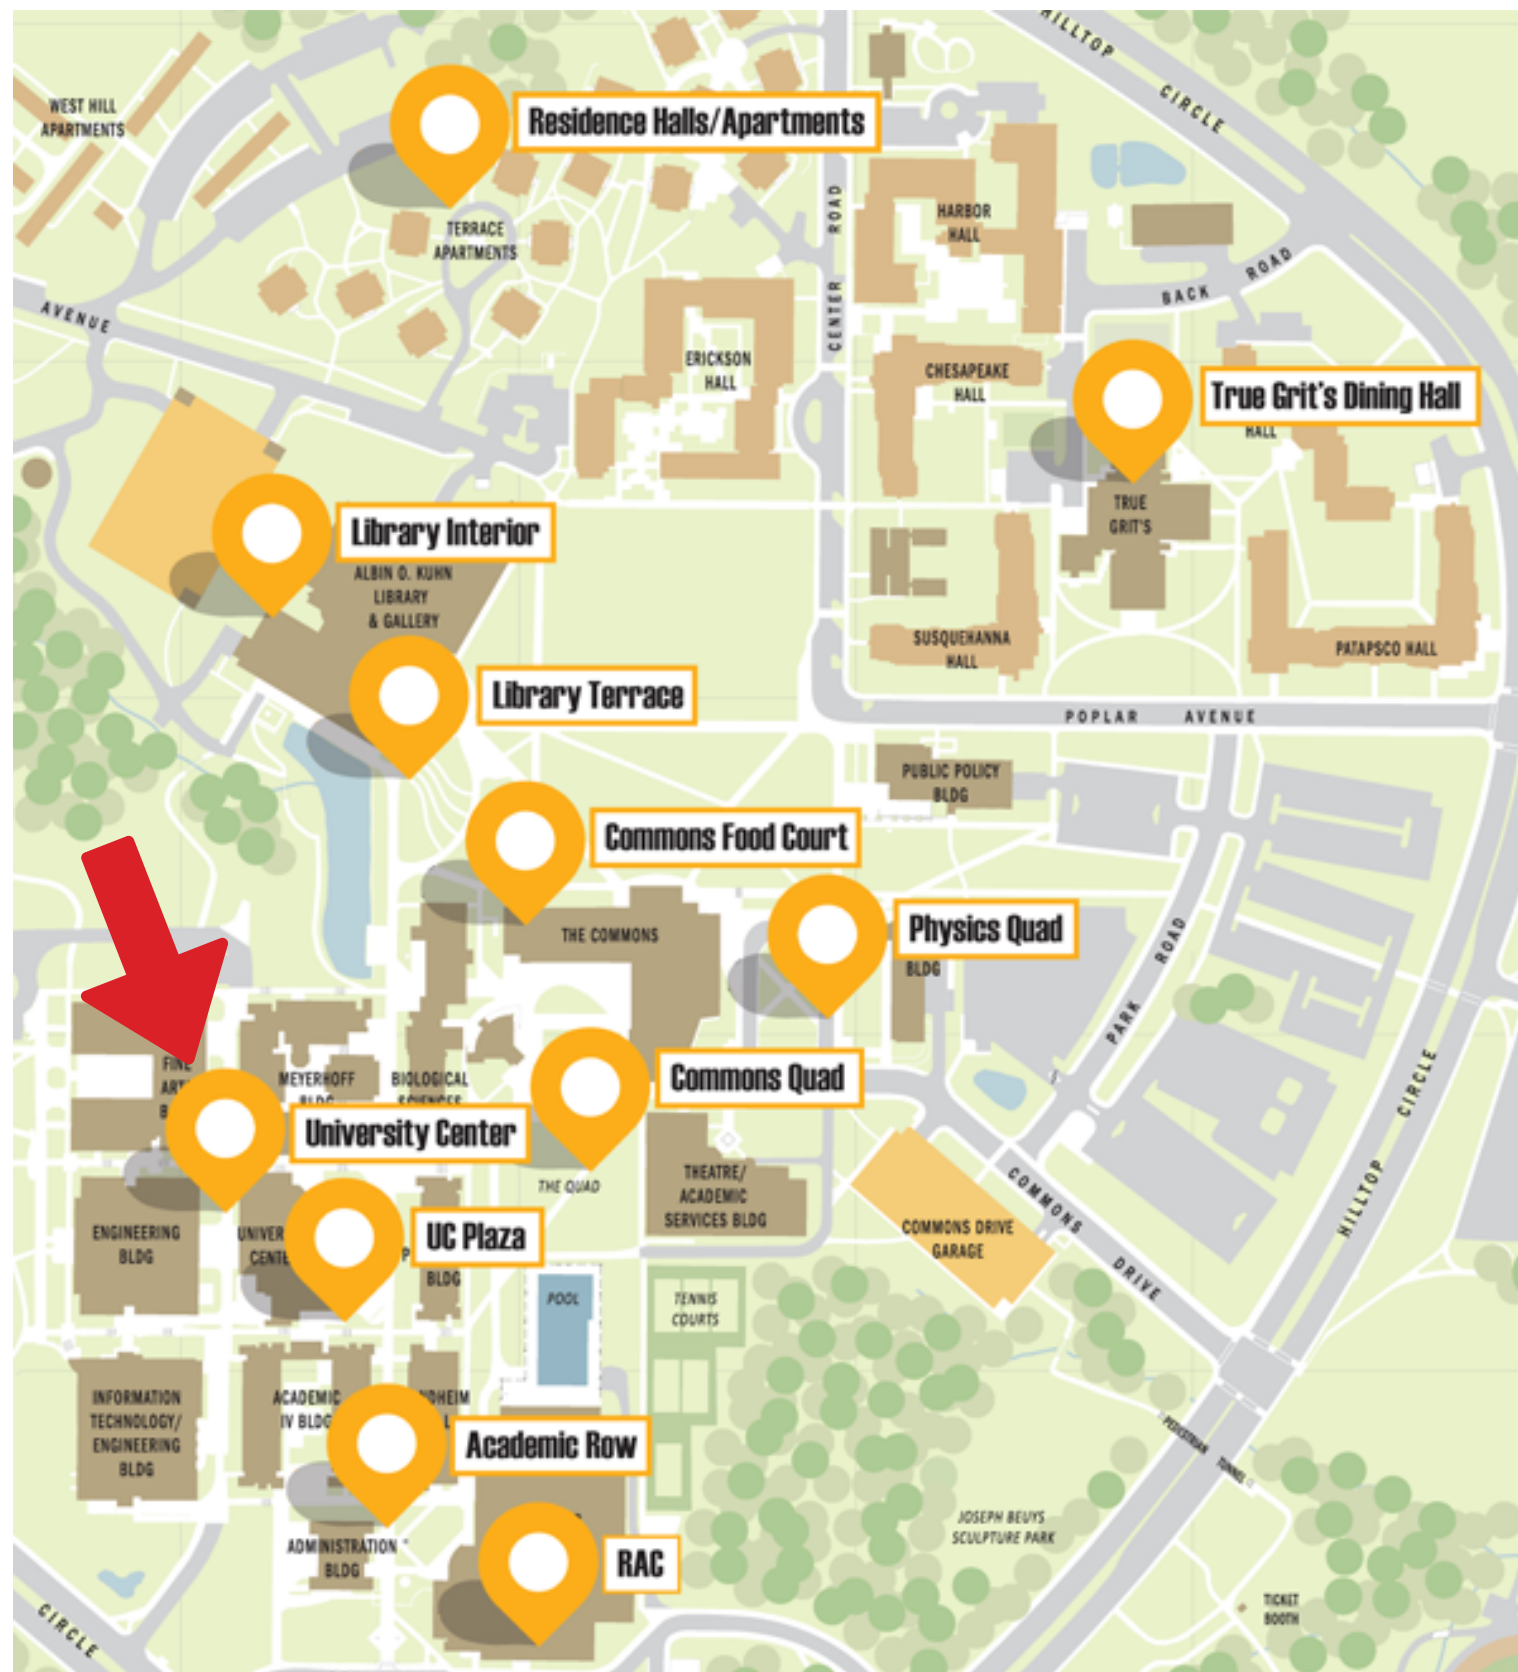 HILLTOP CIRCLE
WEST HILL
APARTMENTS
Residence Halls/Apartments
TERRACE
APARTMENTS
CENTER ROAD
HARBOR
HALL
BACK ROAD
AVENUE
ERICKSON
HALL
CHESAPEAKE
HALL
True Grit's Dining Hall
HALL
TRUE
GRIT'S
Library Interior
ALBIN O. KUHN
LIBRARY
& GALLERY
SUSQUEHANNA
HALL
PATAPSCO HALL
Library Terrace
POPLAR AVENUE
PUBLIC POLICY
BLDG
Commons Food Court
THE COMMONS
Physics Quad
BLDG
PARK ROAD
FINE
MEYERHOFF
BLDG
BIOLOGICAL
SCIENCES
Commons Quad
University Center
THE QUAD
THEATRE/
ACADEMIC
SERVICES BLDG
HILLTOP CIRCLE
COMMONS DRIVE
COMMONS DRIVE
GARAGE
ENGINEERING
BLDG
UC Plaza
BLDG
POOL
TENNIS
COURTS
INFORMATION
TECHNOLOGY/
ENGINEERING
BLDG
ACADEMIC
IV BLDG
Academic Row
PEDESTRIAN TUNNEL
JOSEPH BEUYS
SCULPTURE PARK
ADMINISTRATION
BLDG
RAC
TICKET
BOOTH
CIRCLE